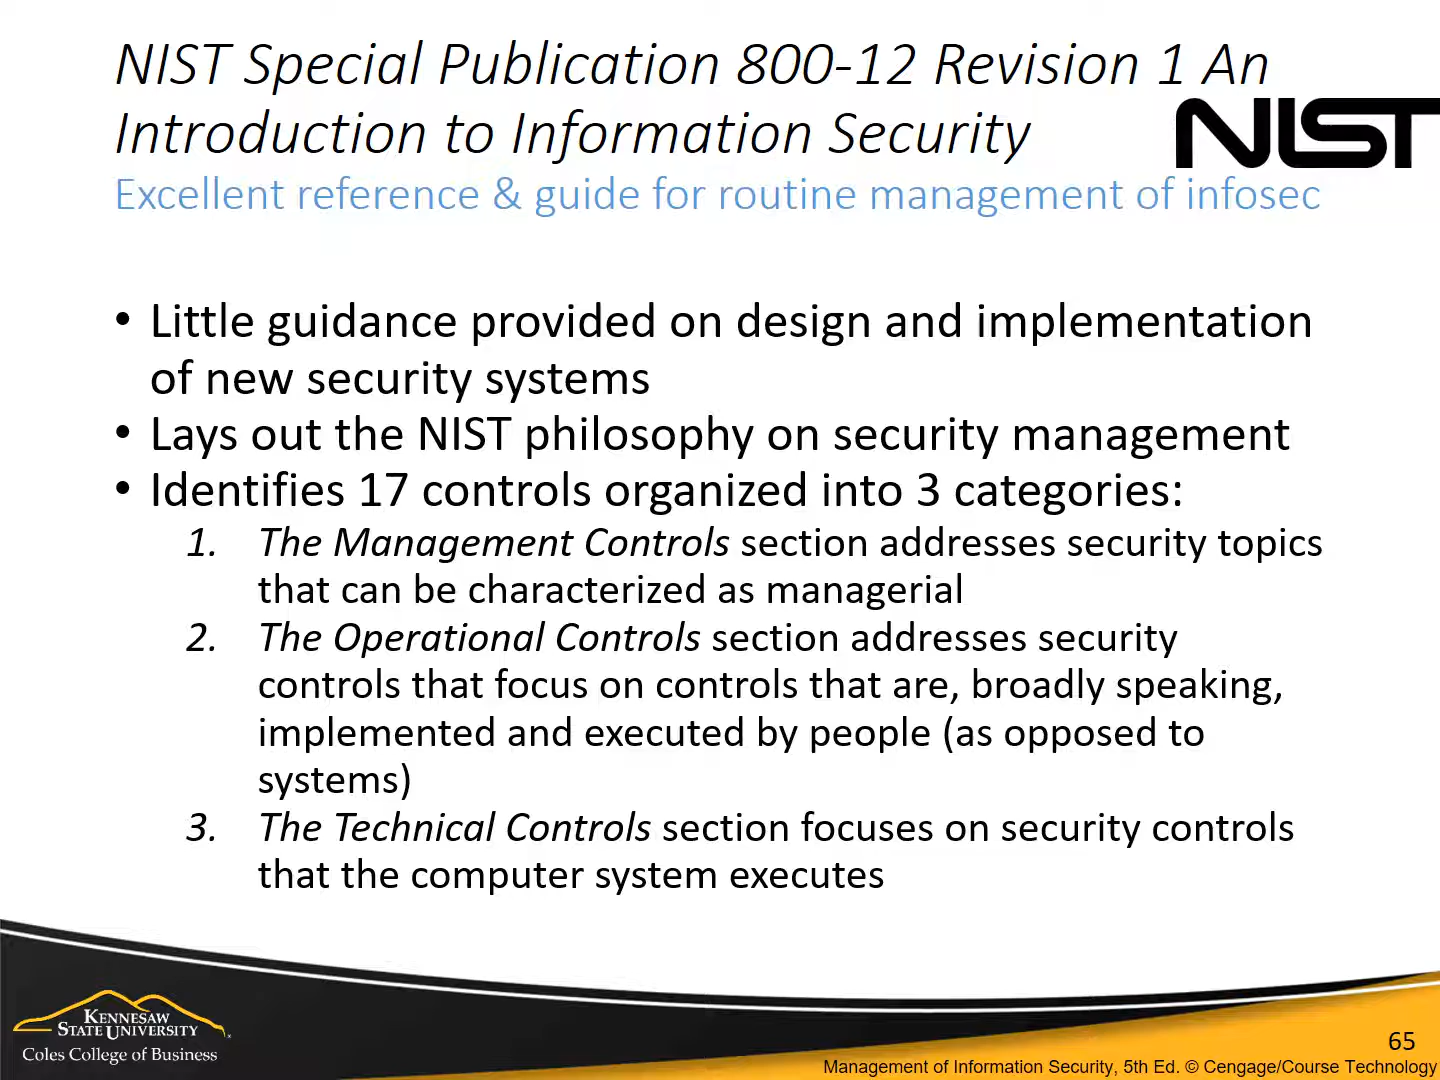 NIST Special Publication 800-12 Revision 1 An
Introduction to Information Security
NIST
Excellent reference & guide for routine management of infosec
• Little guidance provided on design and implementation
of new security systems
• Lays out the NIST philosophy on security management
• Identifies 17 controls organized into 3 categories:
1. The Management Controls section addresses security topics
that can be characterized as managerial
2. The Operational Controls section addresses security
controls that focus on controls that are, broadly speaking,
implemented and executed by people (as opposed to
systems)
3. The Technical Controls section focuses on security controls
that the computer system executes
KENNESAW
STATE UNIVERSITY
Coles College of Business
65
Management of Information Security, 5th Ed. © Cengage/Course Technology